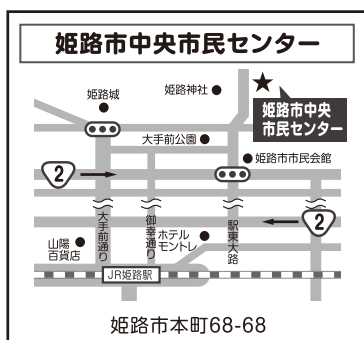 姫路市中央市民センター
姫路城
姫路神社
姫路市中央
市民センター
大手前公園
姫路市市民会館
2
2
大手前通り
御幸通り
駅東大路
山陽
百貨店
ホテル
モントレ
JR姫路駅
姫路市本町68-68